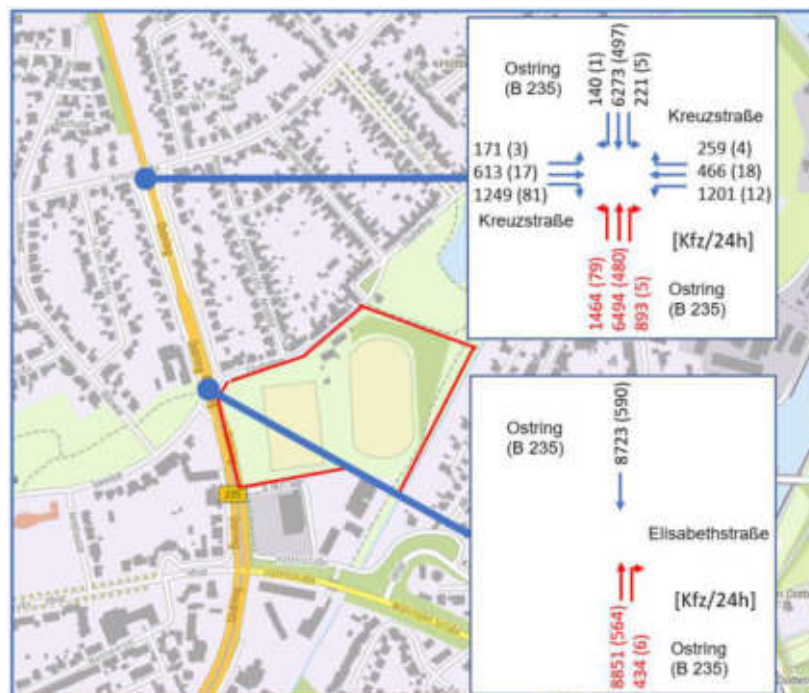 Ostring
(B 235)
140 (1)
6273 (497)
221 (5)
Kreuzstraße
171 (3)
613 (17)
1249 (81)
259 (4)
466 (18)
1201 (12)
Kreuzstraße
[Kfz/24h]
1464 (79)
6494 (480)
893 (5)
Ostring
(B 235)
Ostring
(B 235)
8723 (590)
Elisabethstraße
[Kfz/24h]
8851 (564)
434 (6)
Ostring
(B 235)
Ostring
235